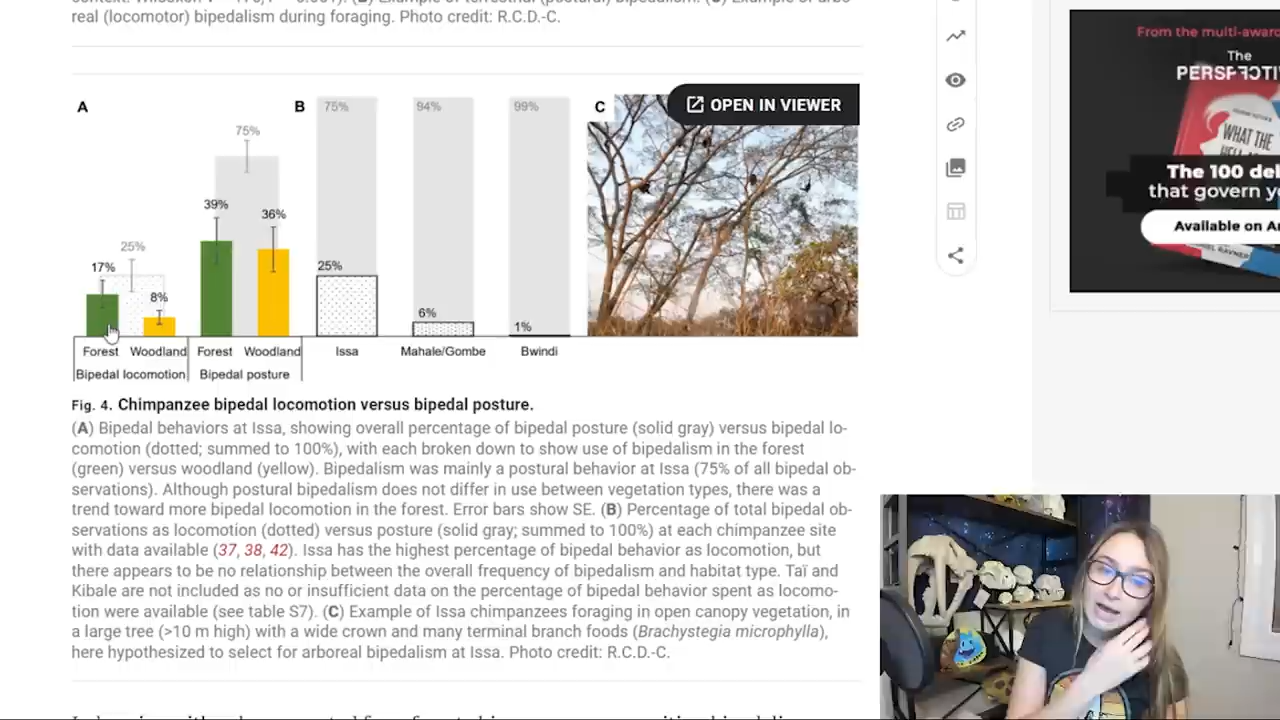 real (locomotor) bipedalism during foraging. Photo credit: R.C.D.-C.
A
B
C
OPEN IN VIEWER
75%
94%
99%
75%
39%
36%
25%
17%
8%
25%
6%
1%
Forest
Woodland
Forest
Woodland
Issa
Mahale/Gombe
Bwindi
Bipedal locomotion
Bipedal posture
Fig. 4. Chimpanzee bipedal locomotion versus bipedal posture.
(A) Bipedal behaviors at Issa, showing overall percentage of bipedal posture (solid gray) versus bipedal lo-
comotion (dotted; summed to 100%), with each broken down to show use of bipedalism in the forest
(green) versus woodland (yellow). Bipedalism was mainly a postural behavior at Issa (75% of all bipedal ob-
servations). Although postural bipedalism does not differ in use between vegetation types, there was a
trend toward more bipedal locomotion in the forest. Error bars show SE. (B) Percentage of total bipedal ob-
servations as locomotion (dotted) versus posture (solid gray; summed to 100%) at each chimpanzee site
with data available (37, 38, 42). Issa has the highest percentage of bipedal behavior as locomotion, but
there appears to be no relationship between the overall frequency of bipedalism and habitat type. Taï and
Kibale are not included as no or insufficient data on the percentage of bipedal behavior spent as locomo-
tion were available (see table S7). (C) Example of Issa chimpanzees foraging in open canopy vegetation, in
a large tree (>10 m high) with a wide crown and many terminal branch foods (Brachystegia microphylla),
here hypothesized to select for arboreal bipedalism at Issa. Photo credit: R.C.D.-C.
From the multi-awar
The
WHAT THE
The 100
that govern
Available on